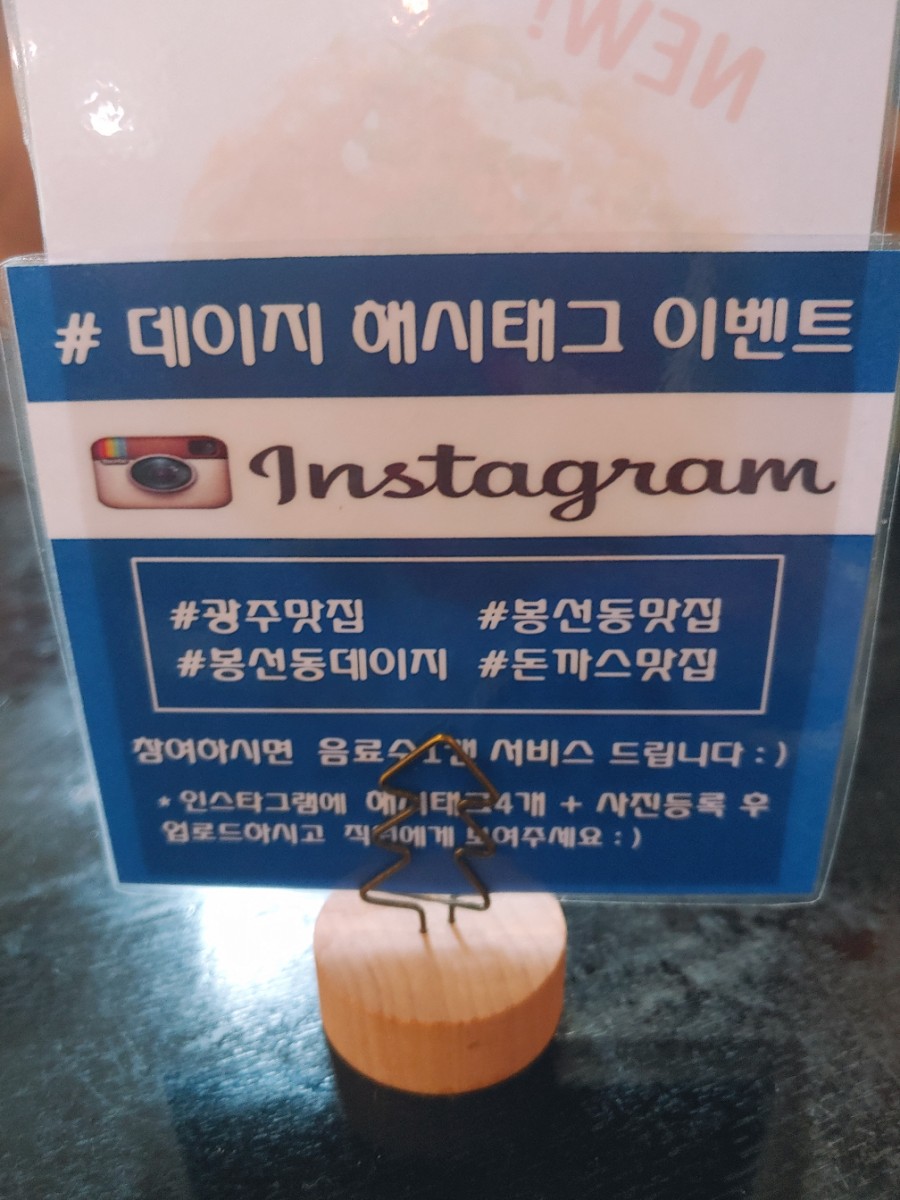 NEW!
# 데이지 해시태그 이벤트
Instagram
#광주맛집 #봉선동맛집
#봉선동데이지 #돈까스맛집
참여하시면 음료수 1캔 서비스 드립니다 : )
* 인스타그램에 해시태그4개 + 사진등록 후
업로드하시고 직원에게 보여주세요 : )